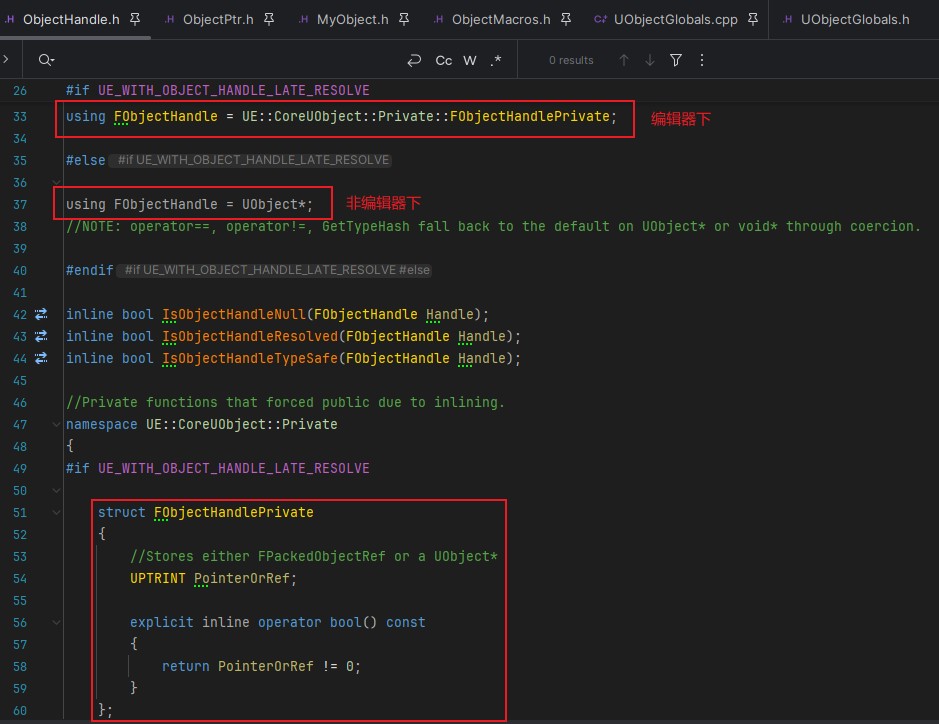 ObjectHandle.h ObjectPtr.h MyObject.h ObjectMacros.h UObjectGlobals.cpp UObjectGlobals.h
Cc W .* 0 results
26 #if UE_WITH_OBJECT_HANDLE_LATE_RESOLVE
33 using FObjectHandle = UE::CoreUObject::Private::FObjectHandlePrivate; 编辑器下
34
35 #else #if UE_WITH_OBJECT_HANDLE_LATE_RESOLVE
36
37 using FObjectHandle = UObject*; 非编辑器下
38 //NOTE: operator==, operator!=, GetTypeHash fall back to the default on UObject* or void* through coercion.
39
40 #endif #if UE_WITH_OBJECT_HANDLE_LATE_RESOLVE #else
41
42 inline bool IsObjectHandleNull(FObjectHandle Handle);
43 inline bool IsObjectHandleResolved(FObjectHandle Handle);
44 inline bool IsObjectHandleTypeSafe(FObjectHandle Handle);
45
46 //Private functions that forced public due to inlining.
47 namespace UE::CoreUObject::Private
48 {
49 #if UE_WITH_OBJECT_HANDLE_LATE_RESOLVE
50
51 struct FObjectHandlePrivate
52 {
53 //Stores either FPackedObjectRef or a UObject*
54 UPTRINT PointerOrRef;
55
56 explicit inline operator bool() const
57 {
58 return PointerOrRef != 0;
59 }
60 };